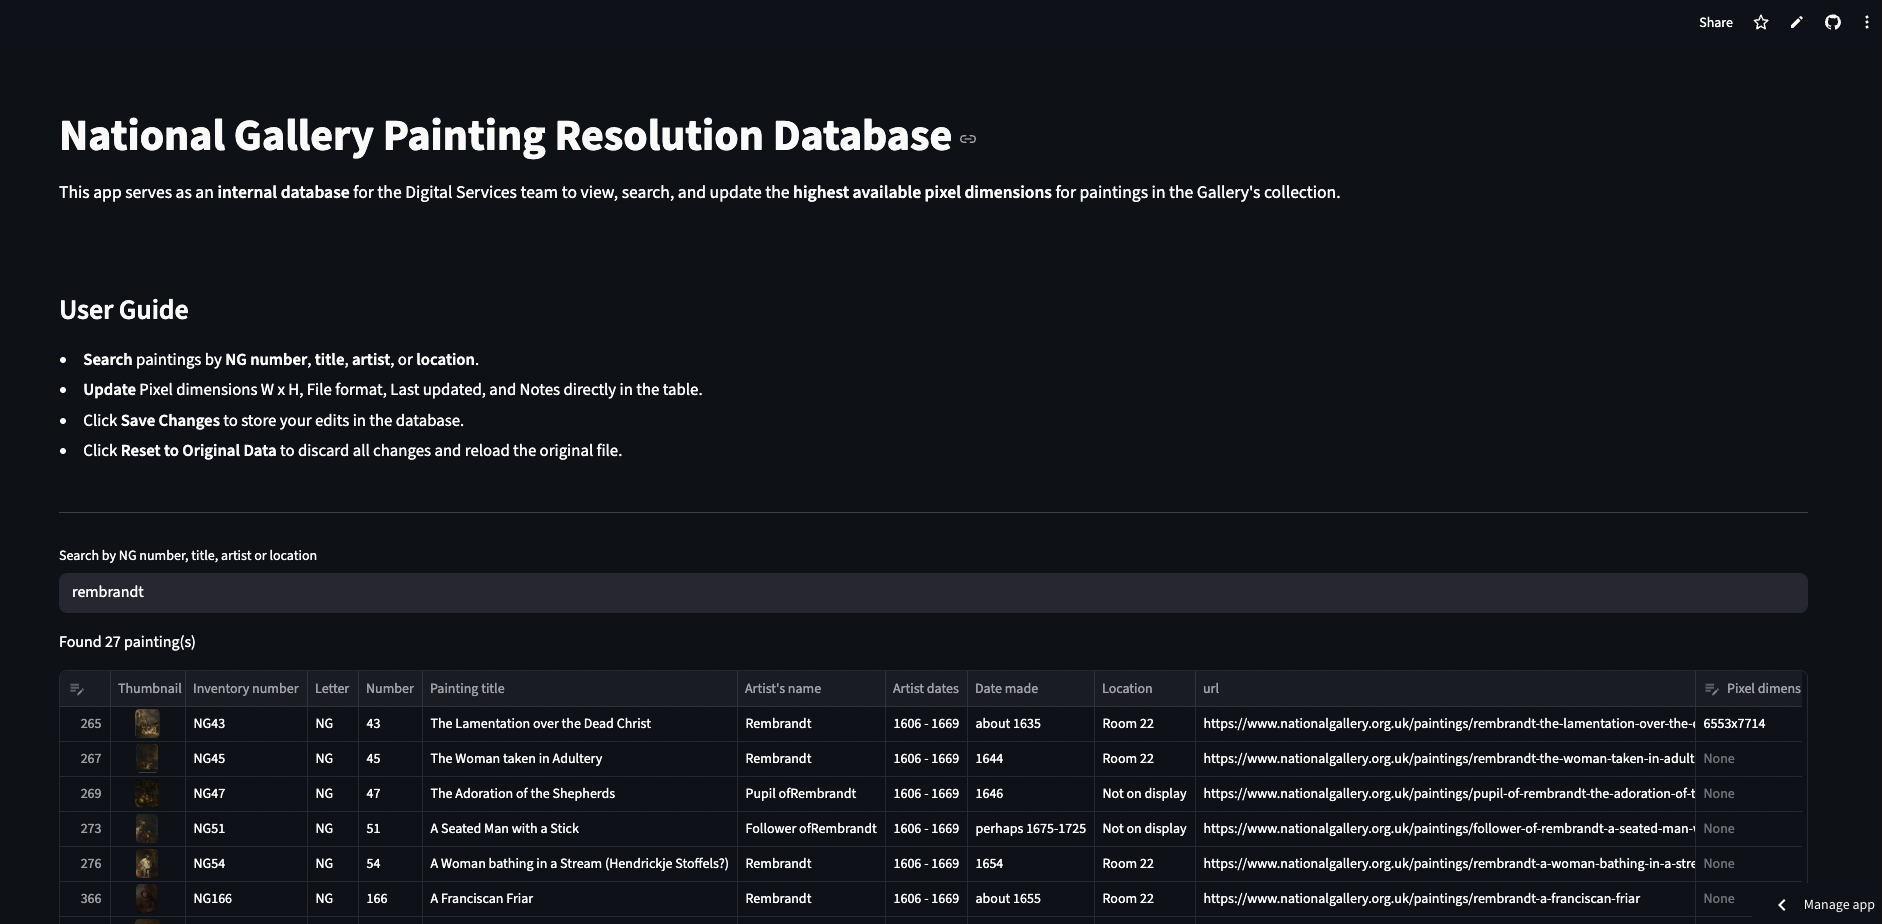 Share
National Gallery Painting Resolution Database
This app serves as an internal database for the Digital Services team to view, search, and update the highest available pixel dimensions for paintings in the Gallery's collection.
User Guide
• Search paintings by NG number, title, artist, or location.
• Update Pixel dimensions W x H, File format, Last updated, and Notes directly in the table.
• Click Save Changes to store your edits in the database.
• Click Reset to Original Data to discard all changes and reload the original file.
Search by NG number, title, artist or location
rembrandt
Found 27 painting(s)
Thumbnail Inventory number Letter Number Painting title Artist's name Artist dates Date made Location url Pixel dimens
265 NG43 NG 43 The Lamentation over the Dead Christ Rembrandt 1606 - 1669 about 1635 Room 22 https://www.nationalgallery.org.uk/paintings/rembrandt-the-lamentation-over-the- 6553x7714
267 NG45 NG 45 The Woman taken in Adultery Rembrandt 1606 - 1669 1644 Room 22 https://www.nationalgallery.org.uk/paintings/rembrandt-the-woman-taken-in-adult None
269 NG47 NG 47 The Adoration of the Shepherds Pupil ofRembrandt 1606 - 1669 1646 Not on display https://www.nationalgallery.org.uk/paintings/pupil-of-rembrandt-the-adoration-of-t None
273 NG51 NG 51 A Seated Man with a Stick Follower ofRembrandt 1606 - 1669 perhaps 1675-1725 Not on display https://www.nationalgallery.org.uk/paintings/follower-of-rembrandt-a-seated-man- None
276 NG54 NG 54 A Woman bathing in a Stream (Hendrickje Stoffels?) Rembrandt 1606 - 1669 1654 Room 22 https://www.nationalgallery.org.uk/paintings/rembrandt-a-woman-bathing-in-a-stre None
366 NG166 NG 166 A Franciscan Friar Rembrandt 1606 - 1669 about 1655 Room 22 https://www.nationalgallery.org.uk/paintings/rembrandt-a-franciscan-friar None
Manage app